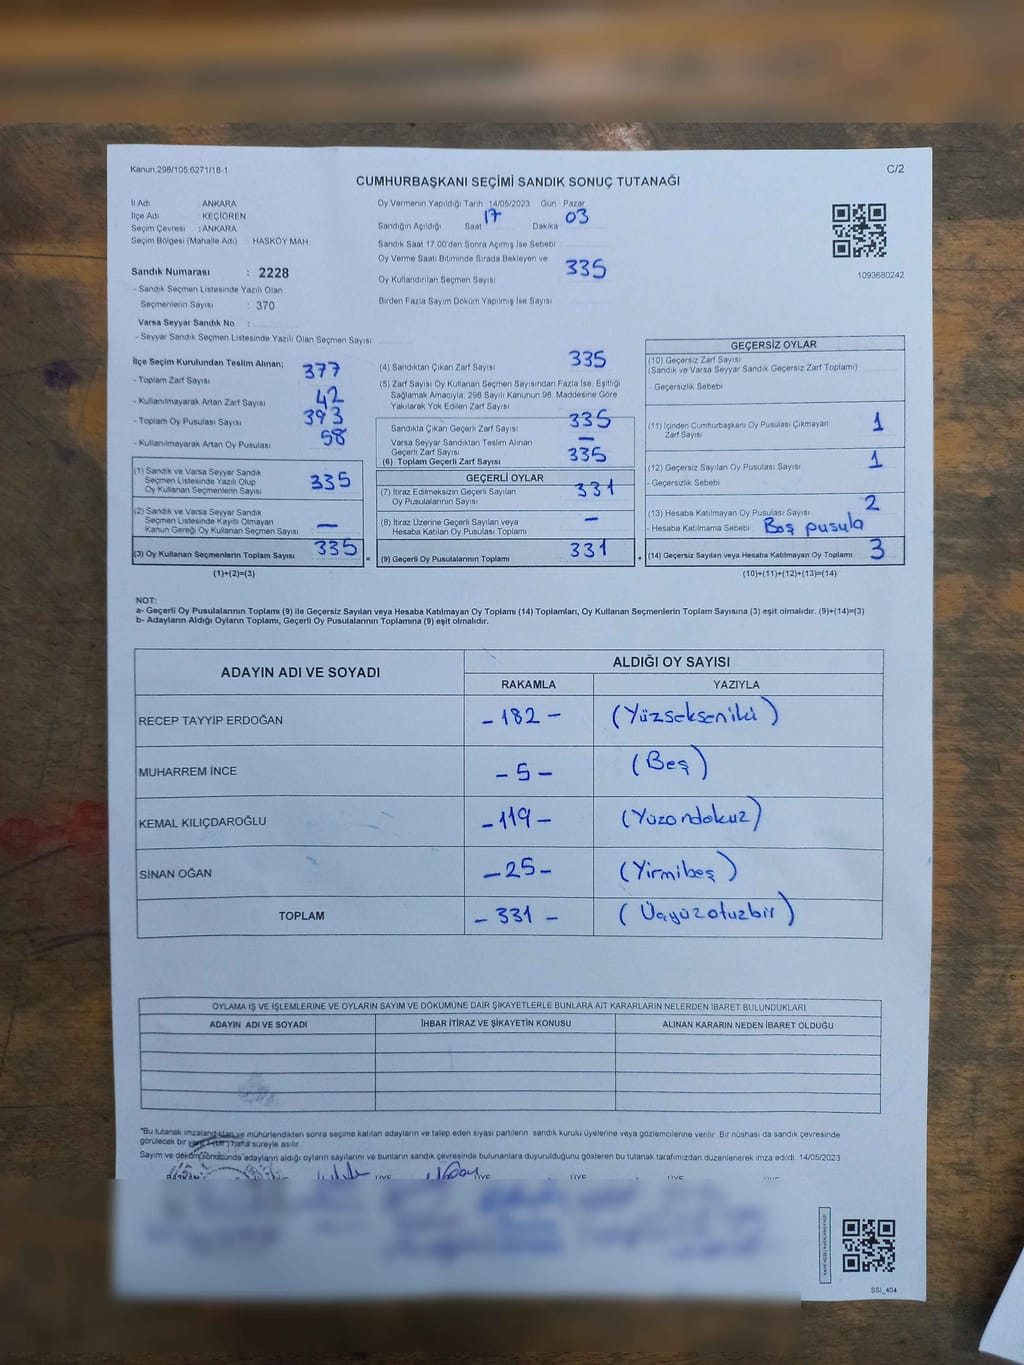 Kanun:298/105,6271/18-1
C/2
CUMHURBAŞKANI SEÇİMİ SANDIK SONUÇ TUTANAĞI
İl Adı ANKARA
İlçe Adı KEÇİÖREN
Seçim Çevresi : ANKARA
Seçim Bölgesi (Mahalle Adı) HASKÖY MAH.
Sandık Numarası : 2228
- Sandık Seçmen Listesinde Yazılı Olan
Seçmenlerin Sayısı : 370
Varsa Seyyar Sandık No :
- Seyyar Sandık Seçmen Listesinde Yazılı Olan Seçmen Sayısı
Oy Vermenin Yapıldığı Tarih 14/05/2023 Gün Pazar
Sandığın Açıldığı Saat 17 Dakika 03
Sandık Saat 17.00'den Sonra Açılmış İse Sebebi
Oy Verme Saati Bitiminde Sırada Bekleyen ve
Oy Kullandırılan Seçmen Sayısı 335
Birden Fazla Sayım Döküm Yapılmış İse Sayısı
1093680242
İlçe Seçim Kurulundan Teslim Alınan;
- Toplam Zarf Sayısı 377
- Kullanılmayarak Artan Zarf Sayısı 42
- Toplam Oy Pusulası Sayısı 393
- Kullanılmayarak Artan Oy Pusulası 58
(1) Sandık ve Varsa Seyyar Sandık
Seçmen Listesinde Yazılı Olup
Oy Kullanan Seçmenlerin Sayısı 335
(2) Sandık ve Varsa Seyyar Sandık
Seçmen Listesinde Kayıtlı Olmayan
Kanun Gereği Oy Kullanan Seçmen Sayısı —
(3) Oy Kullanan Seçmenlerin Toplam Sayısı 335 =
(1)+(2)=(3)
(4) Sandıktan Çıkan Zarf Sayısı 335
(5) Zarf Sayısı Oy Kullanan Seçmen Sayısından Fazla İse, Eşitliği
Sağlamak Amacıyla, 298 Sayılı Kanunun 98. Maddesine Göre
Yakılarak Yok Edilen Zarf Sayısı
Sandıkta Çıkan Geçerli Zarf Sayısı 335
Varsa Seyyar Sandıktan Teslim Alınan
Geçerli Zarf Sayısı —
(6) Toplam Geçerli Zarf Sayısı 335
GEÇERLİ OYLAR
(7) İtiraz Edilmeksizin Geçerli Sayılan
Oy Pusulalarının Sayısı 331
(8) İtiraz Üzerine Geçerli Sayılan veya
Hesaba Katılan Oy Pusulaları Toplamı —
(9) Geçerli Oy Pusulalarının Toplamı 331 +
GEÇERSİZ OYLAR
(10) Geçersiz Zarf Sayısı
(Sandık ve Varsa Seyyar Sandık Geçersiz Zarf Toplamı)
- Geçersizlik Sebebi
(11) İçinden Cumhurbaşkanı Oy Pusulası Çıkmayan
Zarf Sayısı 1
(12) Geçersiz Sayılan Oy Pusulası Sayısı 1
- Geçersizlik Sebebi
(13) Hesaba Katılmayan Oy Pusulası Sayısı 2
- Hesaba Katılmama Sebebi Boş pusula
(14) Geçersiz Sayılan veya Hesaba Katılmayan Oy Toplamı 3
(10)+(11)+(12)+(13)=(14)
NOT:
a- Geçerli Oy Pusulalarının Toplamı (9) ile Geçersiz Sayılan veya Hesaba Katılmayan Oy Toplamı (14) Toplamları, Oy Kullanan Seçmenlerin Toplam Sayısına (3) eşit olmalıdır. (9)+(14)=(3)
b- Adayların Aldığı Oyların Toplamı, Geçerli Oy Pusulalarının Toplamına (9) eşit olmalıdır.
ADAYIN ADI VE SOYADI ALDIĞI OY SAYISI
RAKAMLA YAZIYLA
RECEP TAYYİP ERDOĞAN - 182 - (Yüzsekseniki)
MUHARREM İNCE - 5 - (Beş)
KEMAL KILIÇDAROĞLU - 119 - (Yüzondokuz)
SİNAN OĞAN - 25 - (Yirmibeş)
TOPLAM - 331 - (Üçyüzotuzbir)
OYLAMA İŞ VE İŞLEMLERİNE VE OYLARIN SAYIM VE DÖKÜMÜNE DAİR ŞİKAYETLERLE BUNLARA AİT KARARLARIN NELERDEN İBARET BULUNDUKLARI
ADAYIN ADI VE SOYADI İHBAR İTİRAZ VE ŞİKAYETİN KONUSU ALINAN KARARIN NEDEN İBARET OLDUĞU
"Bu tutanak imzalandıktan ve mühürlendikten sonra seçime katılan adayların ve talep eden siyasi partilerin sandık kurulu üyelerine veya gözlemcilerine verilir. Bir nüshası da sandık çevresinde
görülecek bir yere 1 (bir) hafta süreyle asılır.
Sayım ve döküm sonucunda adayların aldığı oyların sayılarını ve bunların sandık çevresinde bulunanlara duyurulduğunu gösteren bu tutanak tarafımızdan düzenlenerek imza edildi. 14/05/2023
BAŞKAN ÜYE ÜYE ÜYE ÜYE ÜYE
SSİ_404